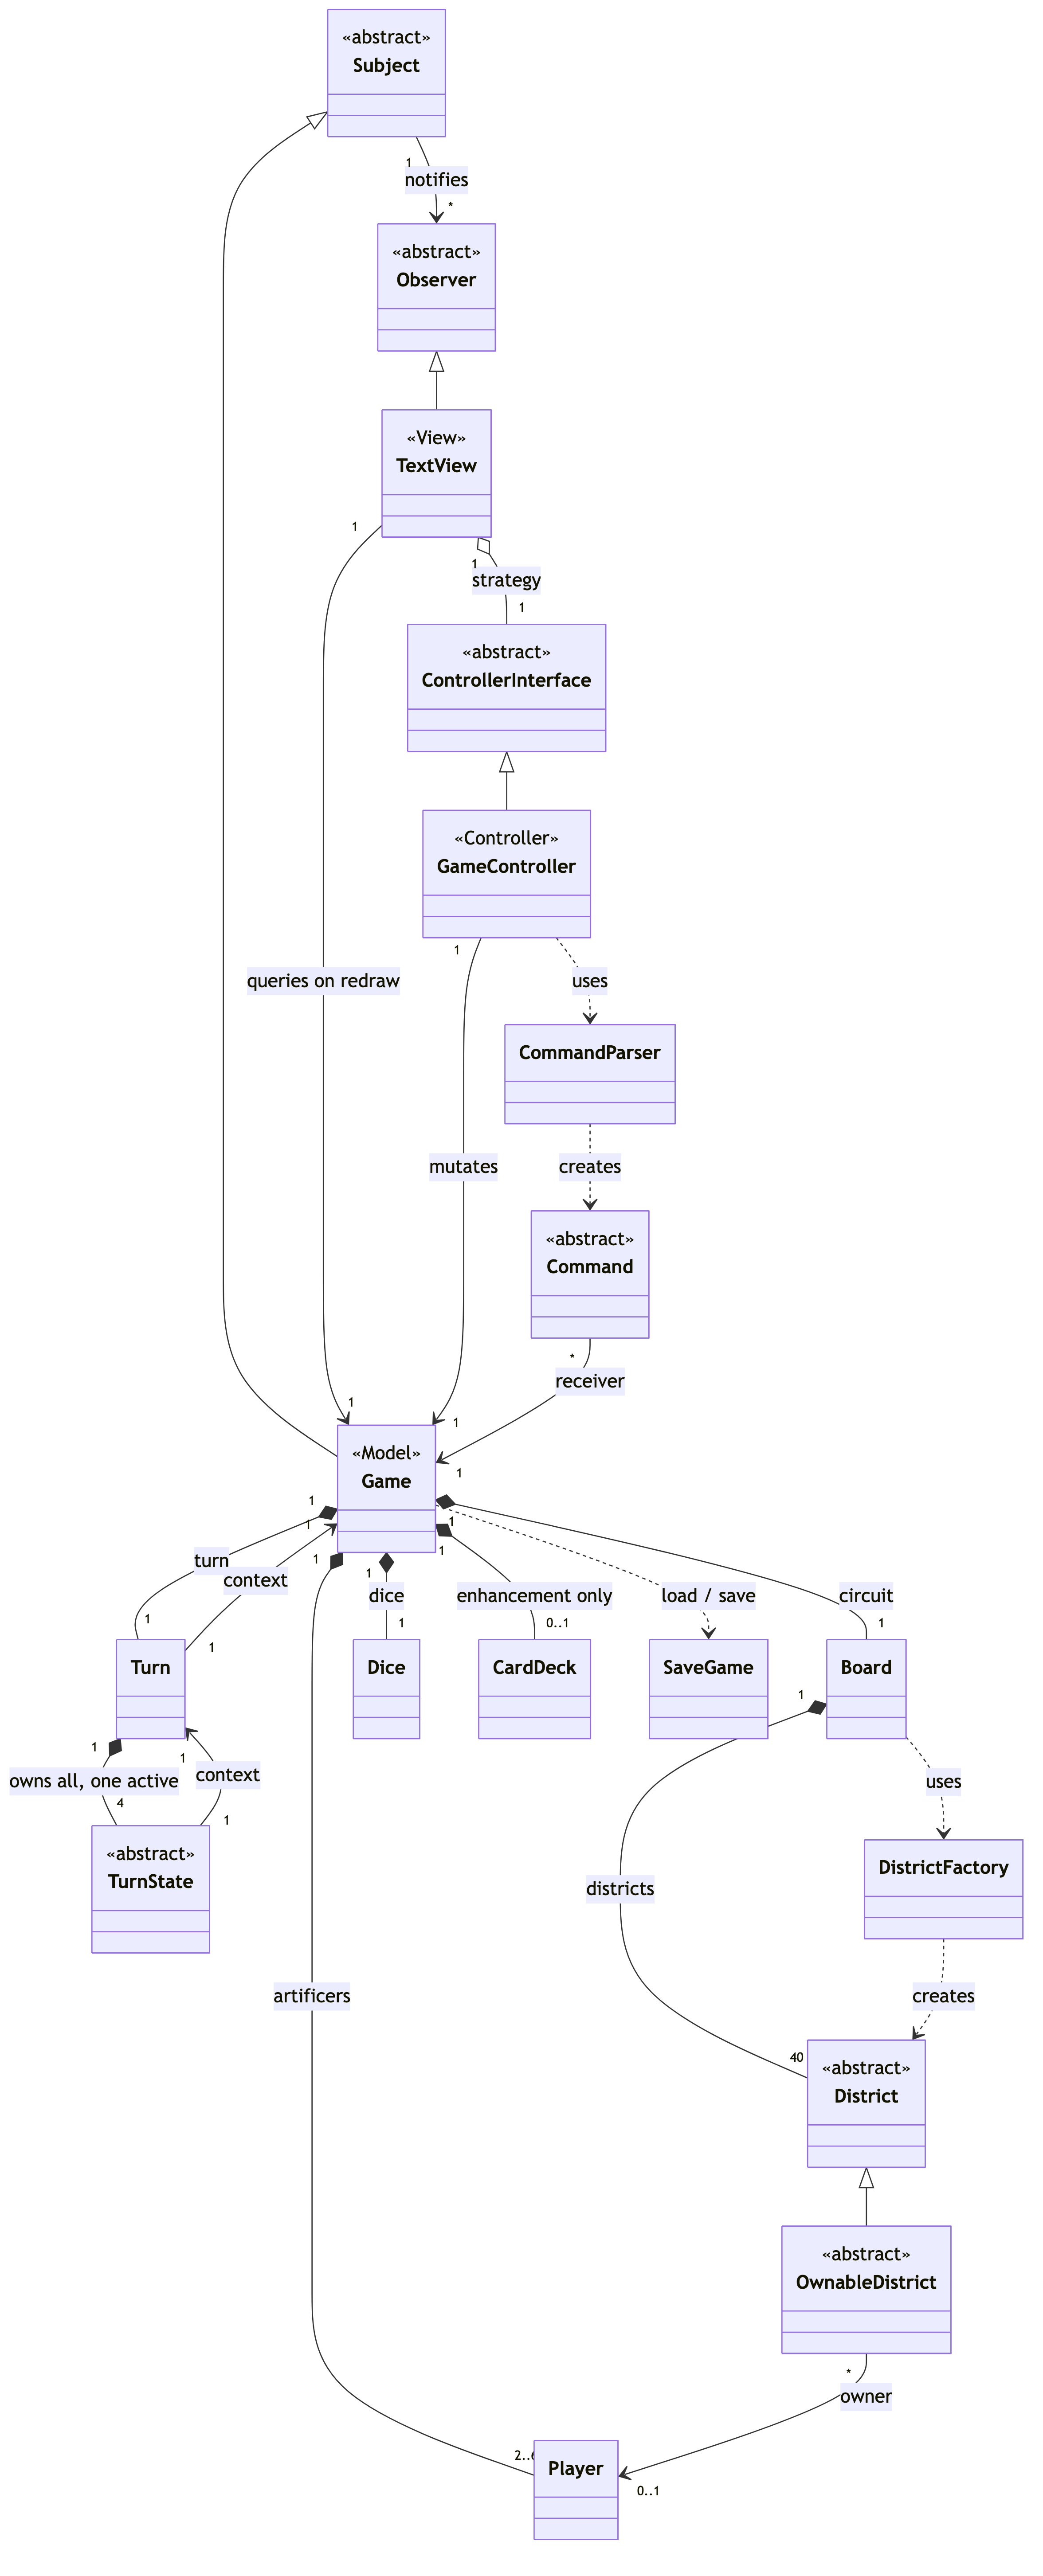 «abstract»
Subject
1
notifies
*
«abstract»
Observer
«View»
TextView
1
1
strategy
1
«abstract»
ControllerInterface
«Controller»
GameController
1
queries on redraw
uses
CommandParser
mutates
creates
«abstract»
Command
*
receiver
1
1
1
«Model»
Game
1
1
1
1
1
1
turn
context
dice
enhancement only
load / save
circuit
1
1
1
0..1
1
Turn
Dice
CardDeck
SaveGame
Board
1
1
1
owns all, one active
context
uses
4
1
«abstract»
TurnState
DistrictFactory
districts
artificers
creates
40
«abstract»
District
«abstract»
OwnableDistrict
*
owner
Player
0..1